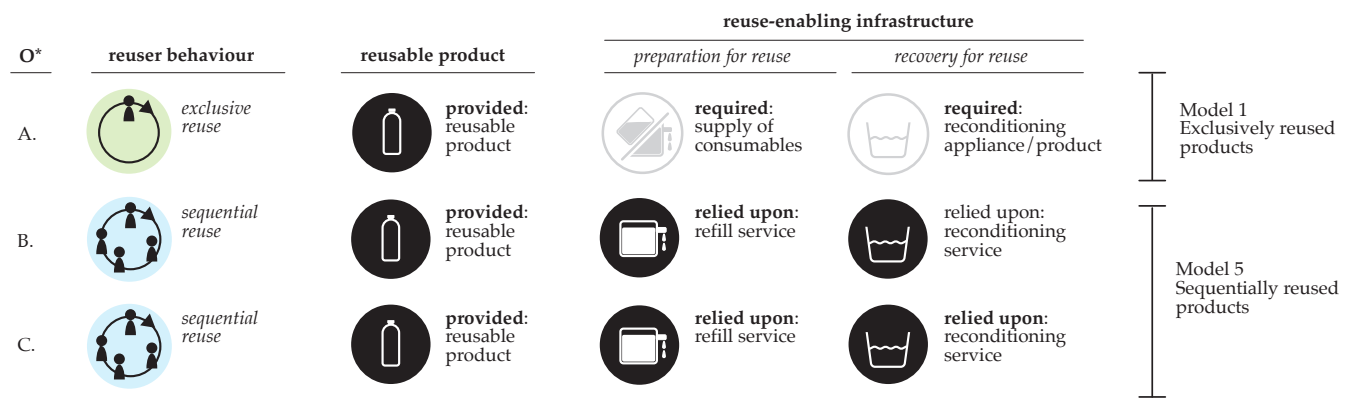 reuse-enabling infrastructure
O*
reuser behaviour
reusable product
preparation for reuse
recovery for reuse
A.
exclusive
reuse
provided:
reusable
product
required:
supply of
consumables
required:
reconditioning
appliance/product
Model 1
Exclusively reused
products
B.
sequential
reuse
provided:
reusable
product
relied upon:
refill service
relied upon:
reconditioning
service
C.
sequential
reuse
provided:
reusable
product
relied upon:
refill service
relied upon:
reconditioning
service
Model 5
Sequentially reused
products